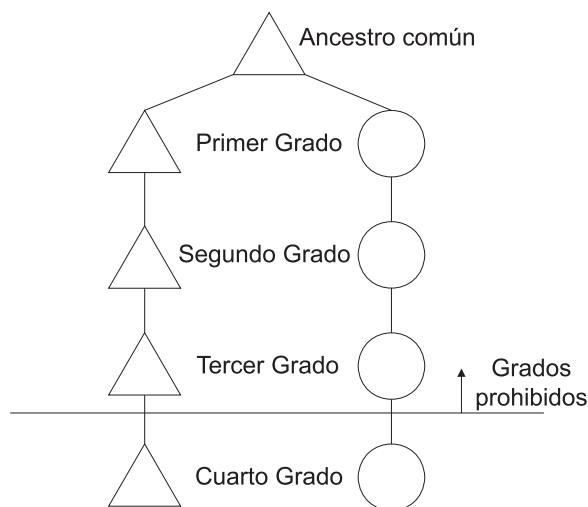 Ancestro común
Primer Grado
Segundo Grado
Tercer Grado
Grados
prohibidos
Cuarto Grado